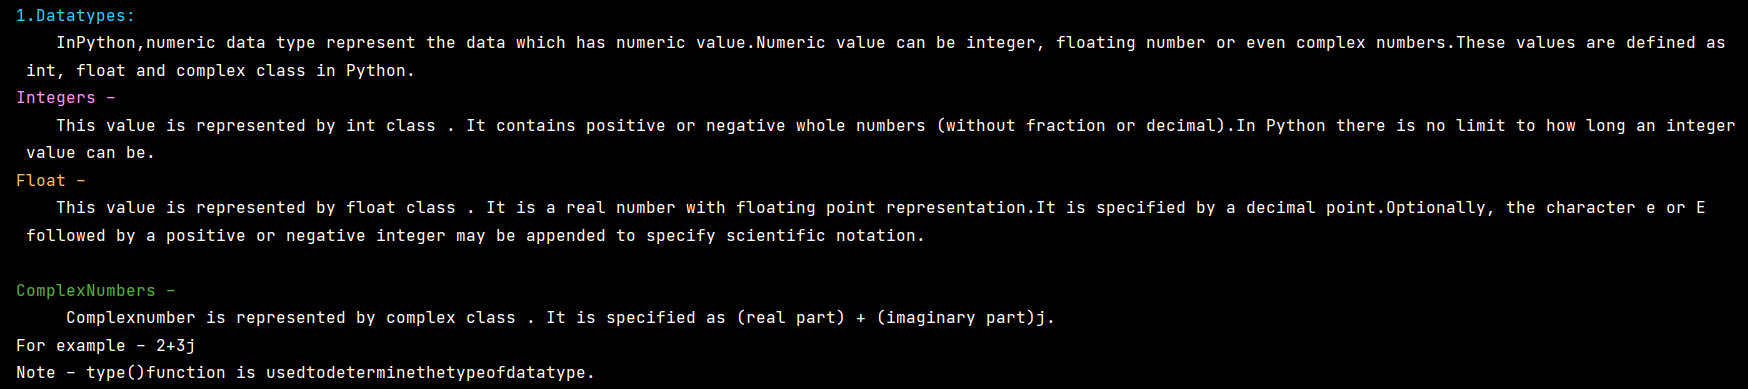 1.Datatypes:
InPython,numeric data type represent the data which has numeric value.Numeric value can be integer, floating number or even complex numbers.These values are defined as
int, float and complex class in Python.
Integers –
This value is represented by int class . It contains positive or negative whole numbers (without fraction or decimal).In Python there is no limit to how long an integer
value can be.
Float –
This value is represented by float class . It is a real number with floating point representation.It is specified by a decimal point.Optionally, the character e or E
followed by a positive or negative integer may be appended to specify scientific notation.
ComplexNumbers –
Complexnumber is represented by complex class . It is specified as (real part) + (imaginary part)j.
For example – 2+3j
Note – type()function is usedtodeterminethetypeofdatatype.